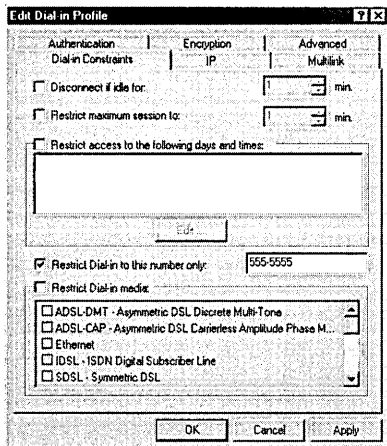 Edit Dial-in Profile
Authentication Encryption Advanced
Dial-in Constraints IP Multilink
Disconnect if idle for: 1 min.
Restrict maximum session to: 1 min.
Restrict access to the following days and times:
Edit...
Restrict Dial-in to this number only: 555-5555
Restrict Dial-in media:
ADSL-DMT - Asymmetric DSL Discrete Multi-Tone
ADSL-CAP - Asymmetric DSL Carrierless Amplitude Phase M...
Ethernet
IDSL - ISDN Digital Subscriber Line
SDSL - Symmetric DSL
OK Cancel Apply